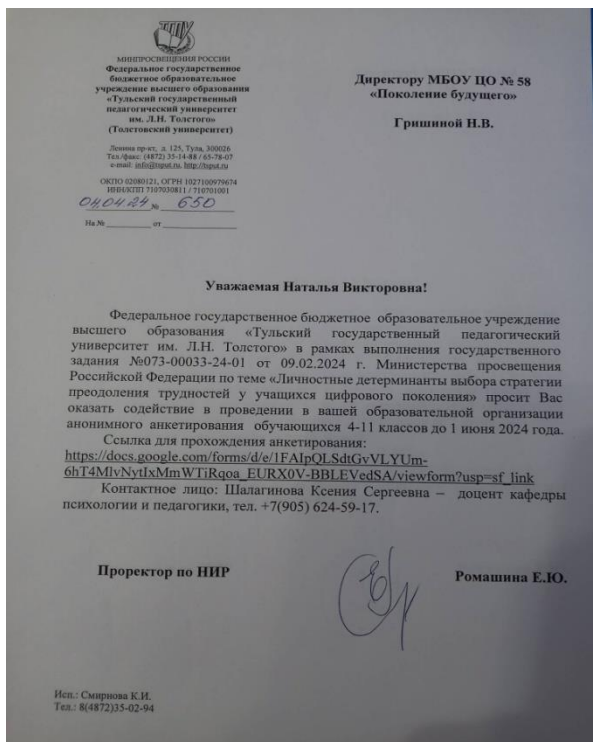 МИНПРОСВЕЩЕНИЯ РОССИИ
Федеральное государственное
бюджетное образовательное
учреждение высшего образования
«Тульский государственный
педагогический университет
им. Л.Н. Толстого»
(Толстовский университет)
Ленина пр-кт, д. 125, Тула, 300026
Тел./факс: (4872) 35-14-88 / 65-78-07
e-mail: info@tsput.ru, http://tsput.ru
ОКПО 02080121, ОГРН 1027100979674
ИНН/КПП 7107030811 / 710701001
04.04.24 № 650
На № ________ от ________
Директору МБОУ ЦО № 58
«Поколение будущего»
Гришиной Н.В.
Уважаемая Наталья Викторовна!
Федеральное государственное бюджетное образовательное учреждение
высшего образования «Тульский государственный педагогический
университет им. Л.Н. Толстого» в рамках выполнения государственного
задания №073-00033-24-01 от 09.02.2024 г. Министерства просвещения
Российской Федерации по теме «Личностные детерминанты выбора стратегии
преодоления трудностей у учащихся цифрового поколения» просит Вас
оказать содействие в проведении в вашей образовательной организации
анонимного анкетирования обучающихся 4-11 классов до 1 июня 2024 года.
Ссылка для прохождения анкетирования:
https://docs.google.com/forms/d/e/1FAIpQLSdtGvVLYUm-
6hT4MlvNytIxMmWTiRqoa_EURX0V-BBLEVedSA/viewform?usp=sf_link
Контактное лицо: Шалагинова Ксения Сергеевна – доцент кафедры
психологии и педагогики, тел. +7(905) 624-59-17.
Проректор по НИР
Ромашина Е.Ю.
Исп.: Смирнова К.И.
Тел.: 8(4872)35-02-94